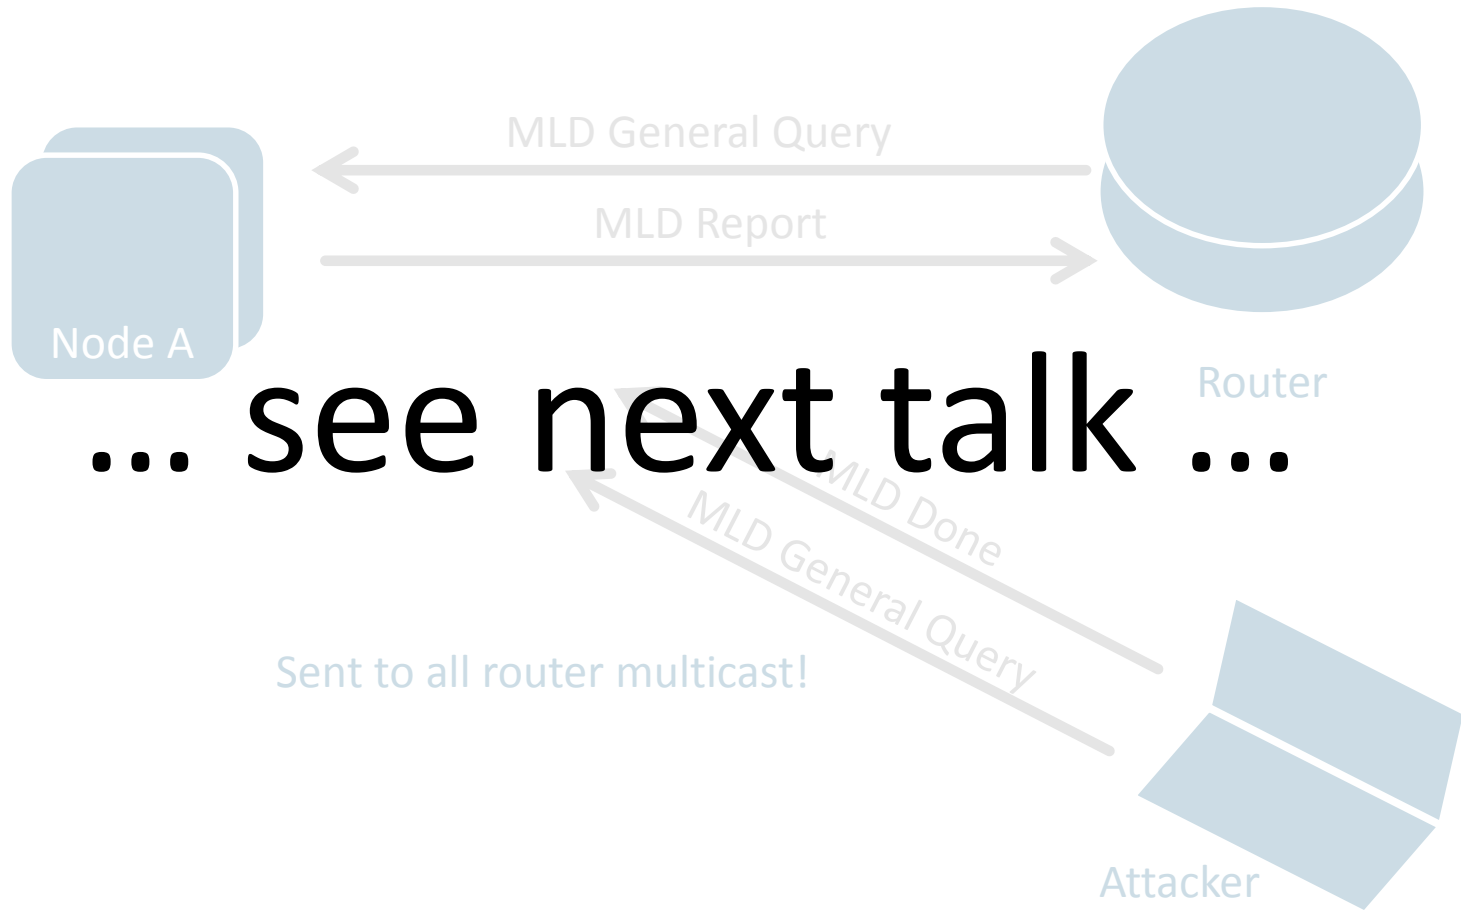 MLD General Query
MLD Report
Node A
Router
... see next talk ...
MLD Done
MLD General Query
Sent to all router multicast!
Attacker